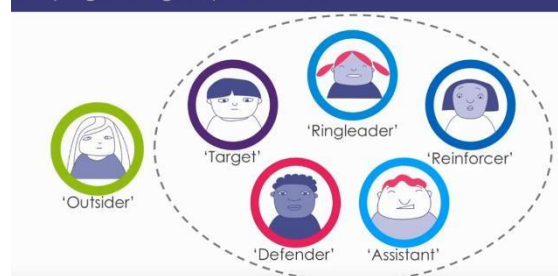 'Ringleader'
'Target'
'Reinforcer'
'Outsider'
'Defender'
'Assistant'